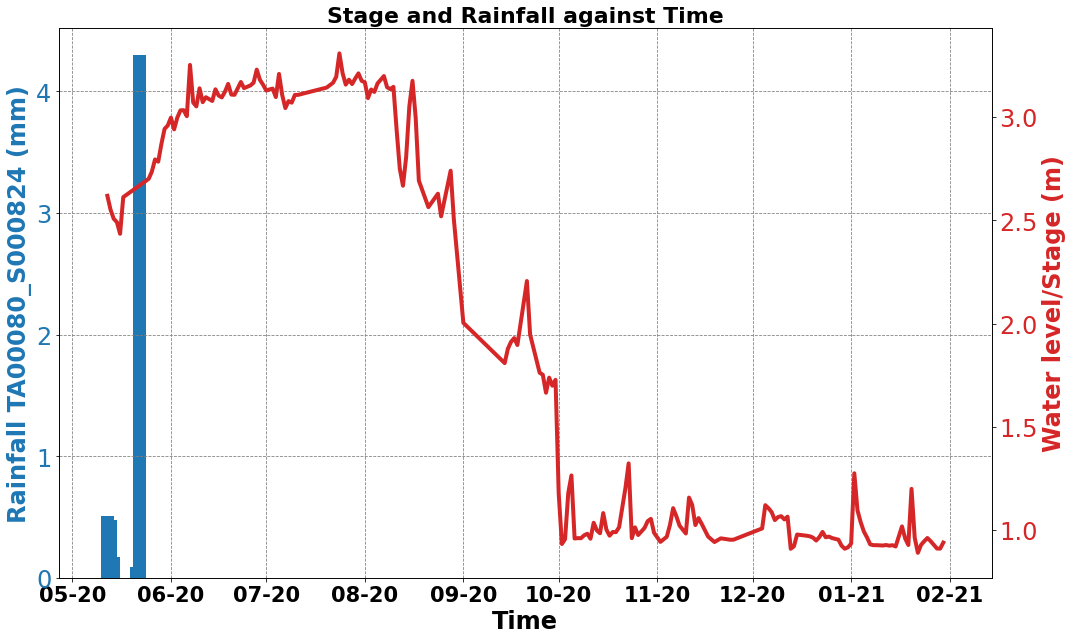 Stage and Rainfall against Time
Rainfall TA00080_S000824 (mm)
4
3
2
1
0
Water level/Stage (m)
3.0
2.5
2.0
1.5
1.0
05-20 06-20 07-20 08-20 09-20 10-20 11-20 12-20 01-21 02-21
Time